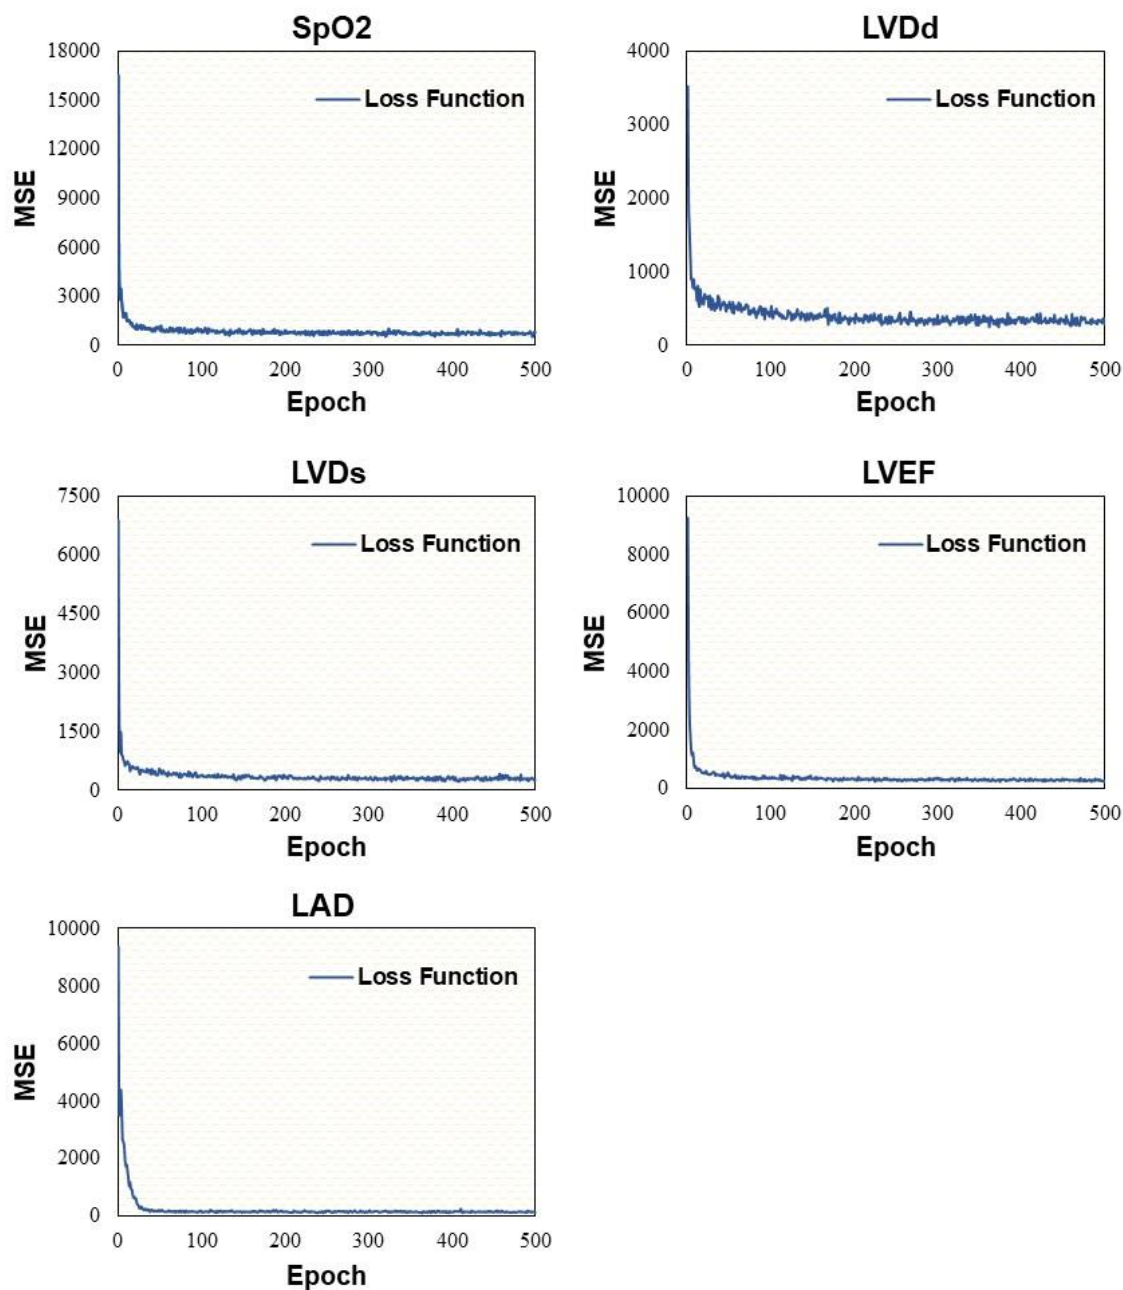 SpO2
18000
15000
12000
9000
6000
3000
0
MSE
Loss Function
0 100 200 300 400 500
Epoch
LVDd
4000
3000
2000
1000
0
MSE
Loss Function
0 100 200 300 400 500
Epoch
LVDs
7500
6000
4500
3000
1500
0
MSE
Loss Function
0 100 200 300 400 500
Epoch
LVEF
10000
8000
6000
4000
2000
0
MSE
Loss Function
0 100 200 300 400 500
Epoch
LAD
10000
8000
6000
4000
2000
0
MSE
Loss Function
0 100 200 300 400 500
Epoch